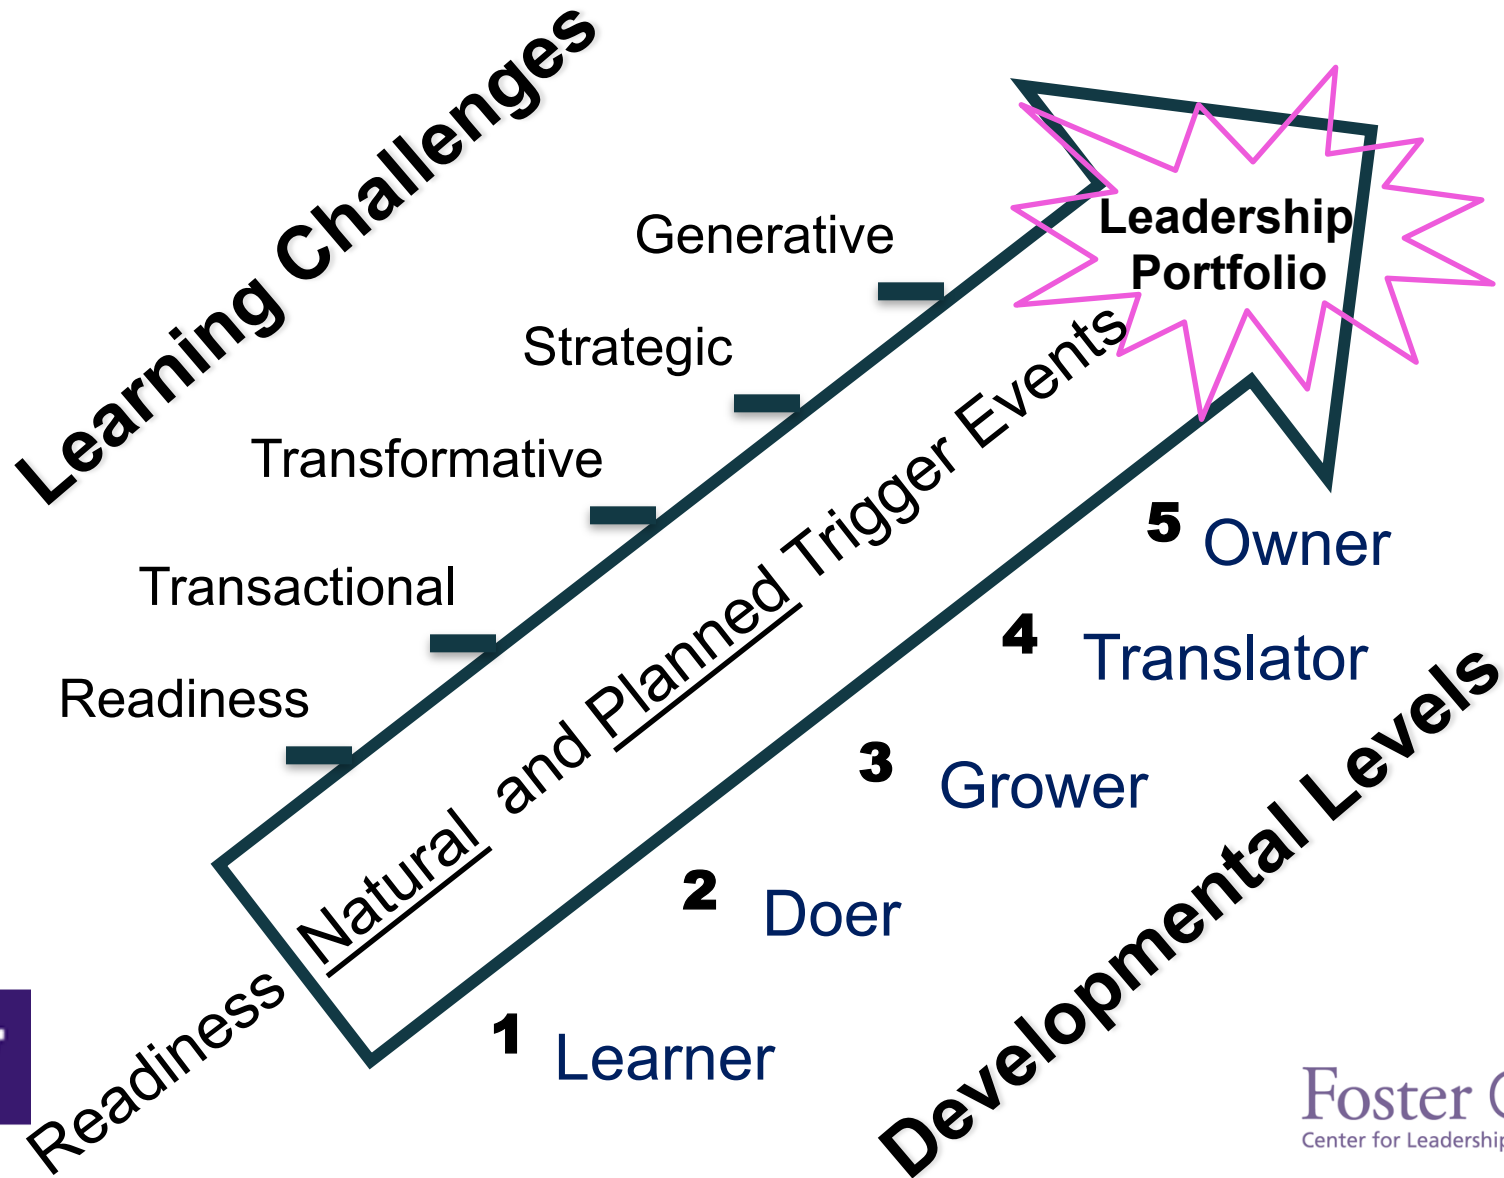 Learning Challenges
Generative
Strategic
Transformative
Transactional
Readiness
Leadership
Portfolio
Readiness Natural and Planned Trigger Events
5 Owner
4 Translator
3 Grower
2 Doer
1 Learner
Developmental Levels
Foster
Center for Leadership